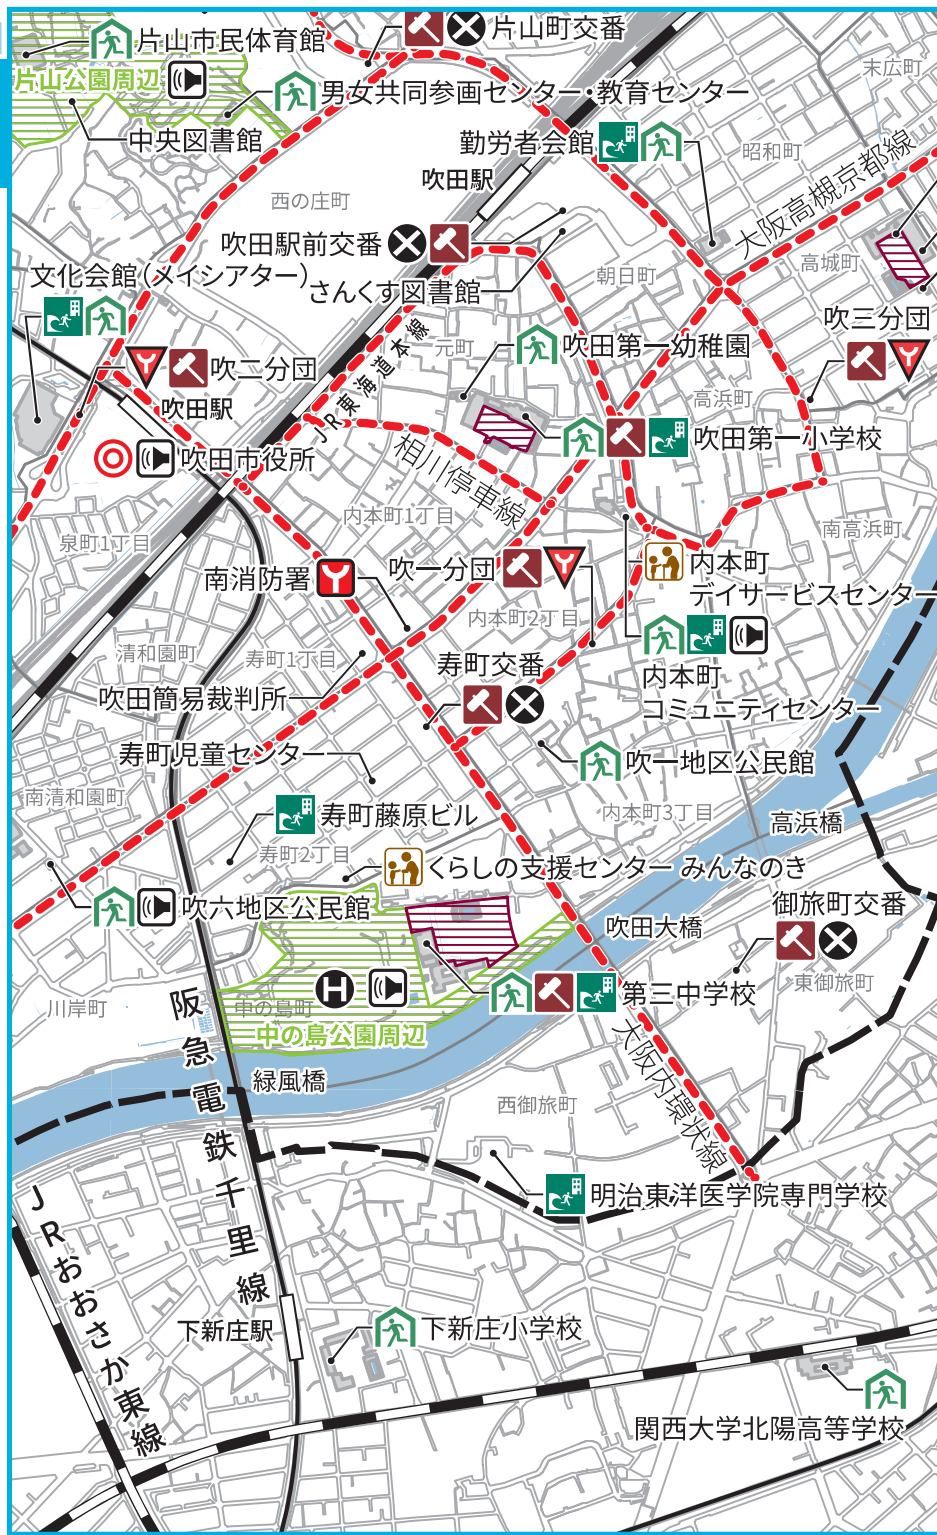 片山市民体育館
片山町交番
片山公園周辺
末広町
男女共同参画センター・教育センター
中央図書館
勤労者会館
昭和町
吹田駅
大阪高槻京都線
西の庄町
吹田駅前交番
高城町
文化会館（メイシアター）
さんくす図書館
朝日町
吹三分団
JR東海道本線
元町
吹田第一幼稚園
吹二分団
高浜町
吹田駅
吹田第一小学校
吹田市役所
相川停車線
内本町1丁目
南高浜町
泉町1丁目
南消防署
吹一分団
内本町
デイサービスセンター
内本町2丁目
清和園町
寿町1丁目
寿町交番
内本町
コミュニティセンター
吹田簡易裁判所
寿町児童センター
吹一地区公民館
南清和園町
寿町藤原ビル
内本町3丁目
高浜橋
寿町2丁目
くらしの支援センター みんなのき
吹六地区公民館
御旅町交番
吹田大橋
東御旅町
第三中学校
川岸町
中の島町
中の島公園周辺
阪急電鉄千里線
大阪内環状線
緑風橋
西御旅町
明治東洋医学院専門学校
JRおおさか東線
下新庄駅
下新庄小学校
関西大学北陽高等学校